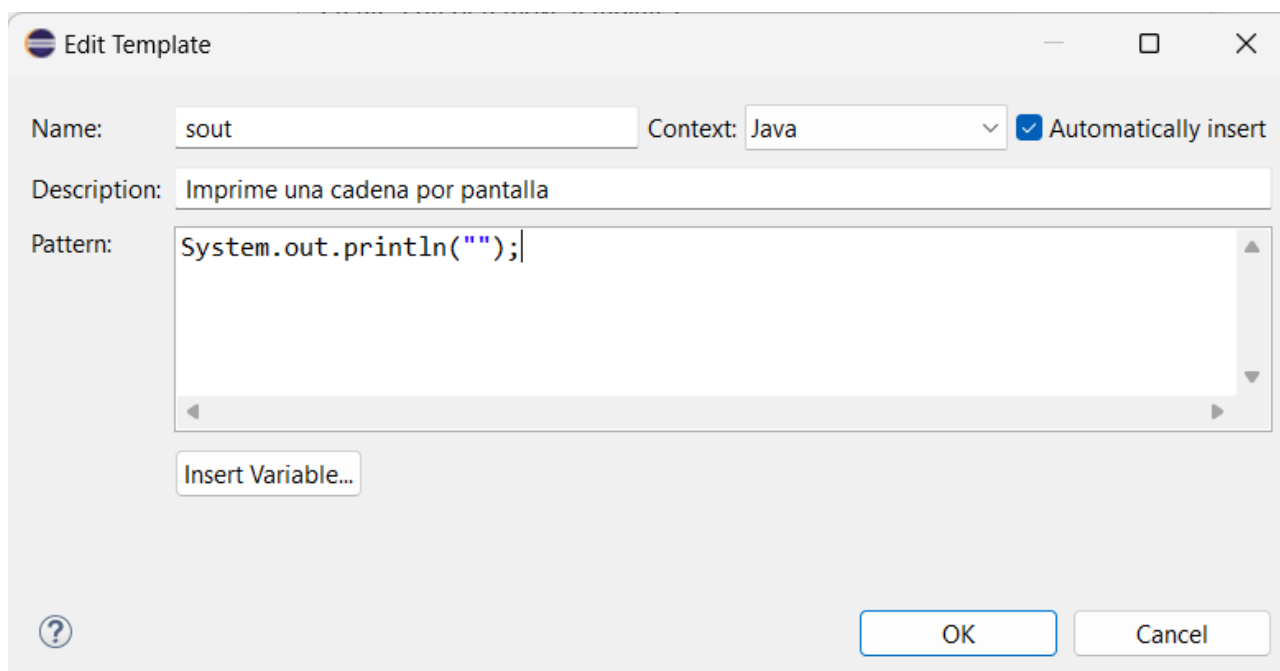 Edit Template
Name: sout Context: Java Automatically insert
Description: Imprime una cadena por pantalla
Pattern: System.out.println("");
Insert Variable...
?
OK Cancel